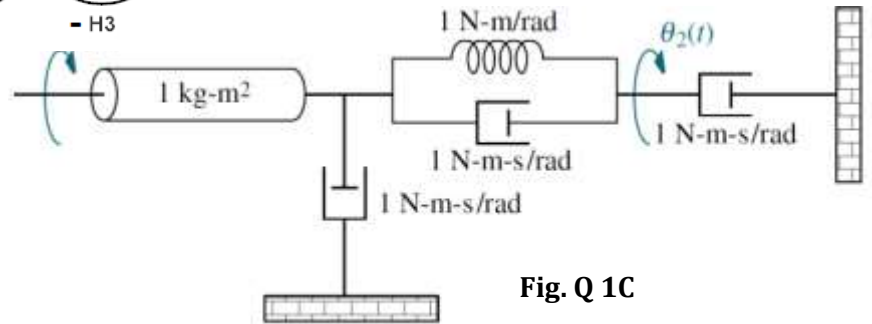 - H3
1 N-m/rad
θ₂(t)
1 kg-m²
1 N-m-s/rad
1 N-m-s/rad
1 N-m-s/rad
Fig. Q 1C